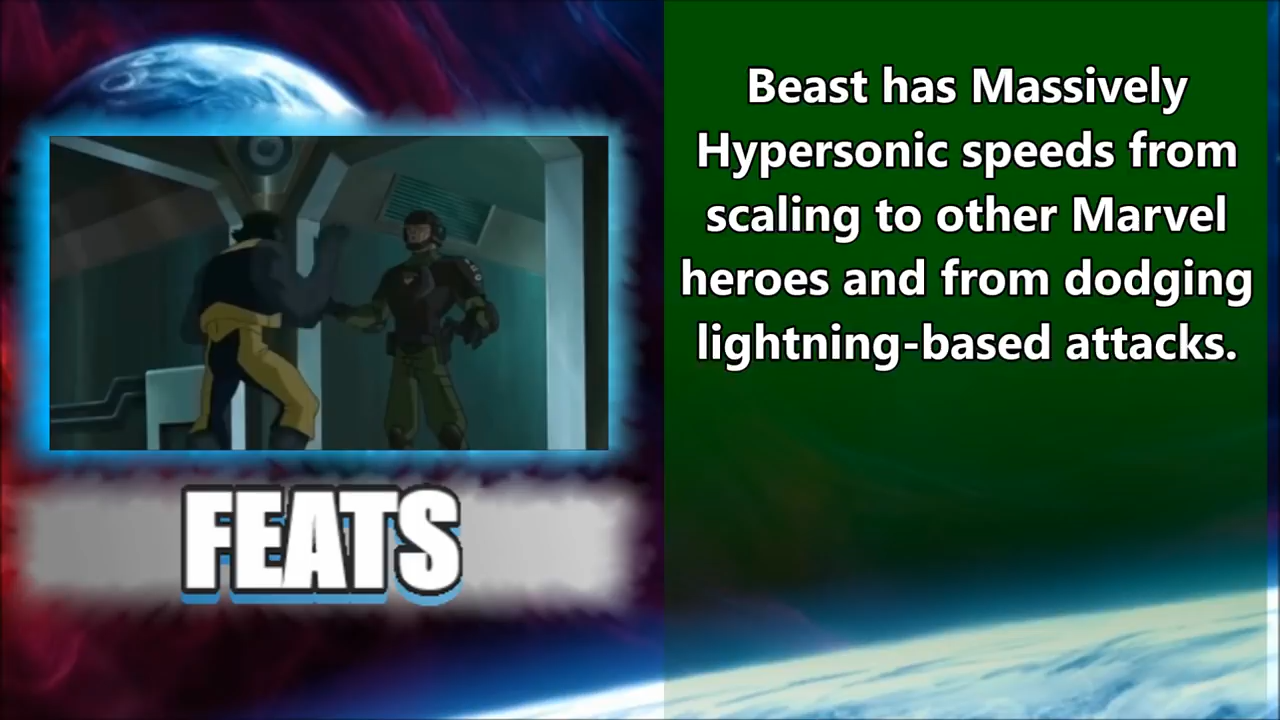 Beast has Massively
Hypersonic speeds from
scaling to other Marvel
heroes and from dodging
lightning-based attacks.
FEATS